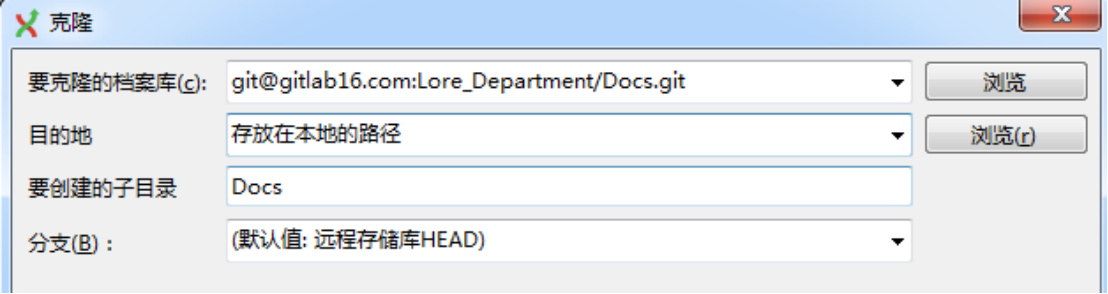 克隆
要克隆的档案库(c): git@gitlab16.com:Lore_Department/Docs.git 浏览
目的地 存放在本地的路径 浏览(r)
要创建的子目录 Docs
分支(B)： (默认值: 远程存储库HEAD)